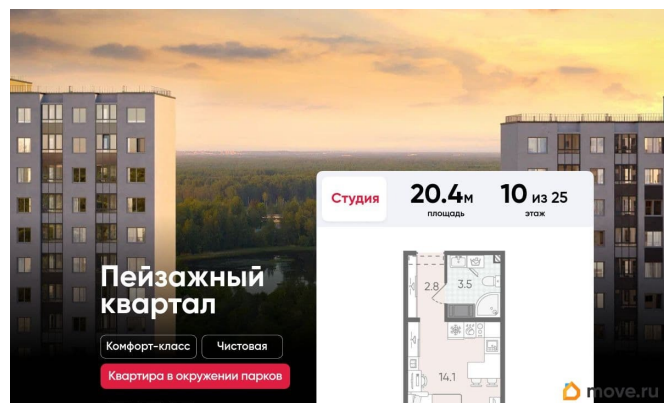 Студия
20.4м
площадь
10 из 25
этаж
2.8
3.5
14.1
Пейзажный
квартал
Комфорт-класс
Чистовая
Квартира в окружении парков
move.ru